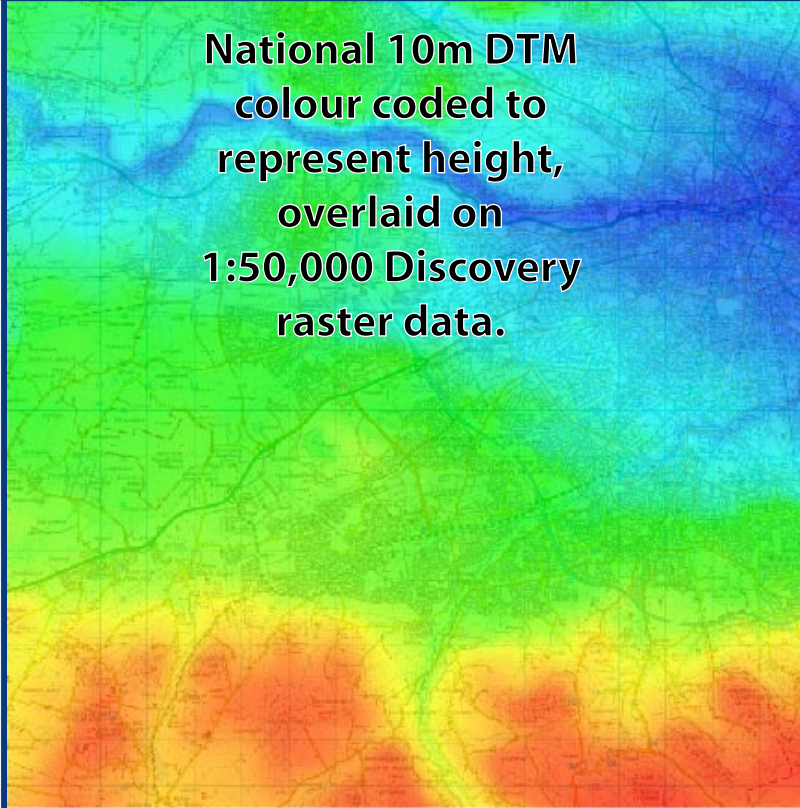 National 10m DTM
colour coded to
represent height,
overlaid on
1:50,000 Discovery
raster data.